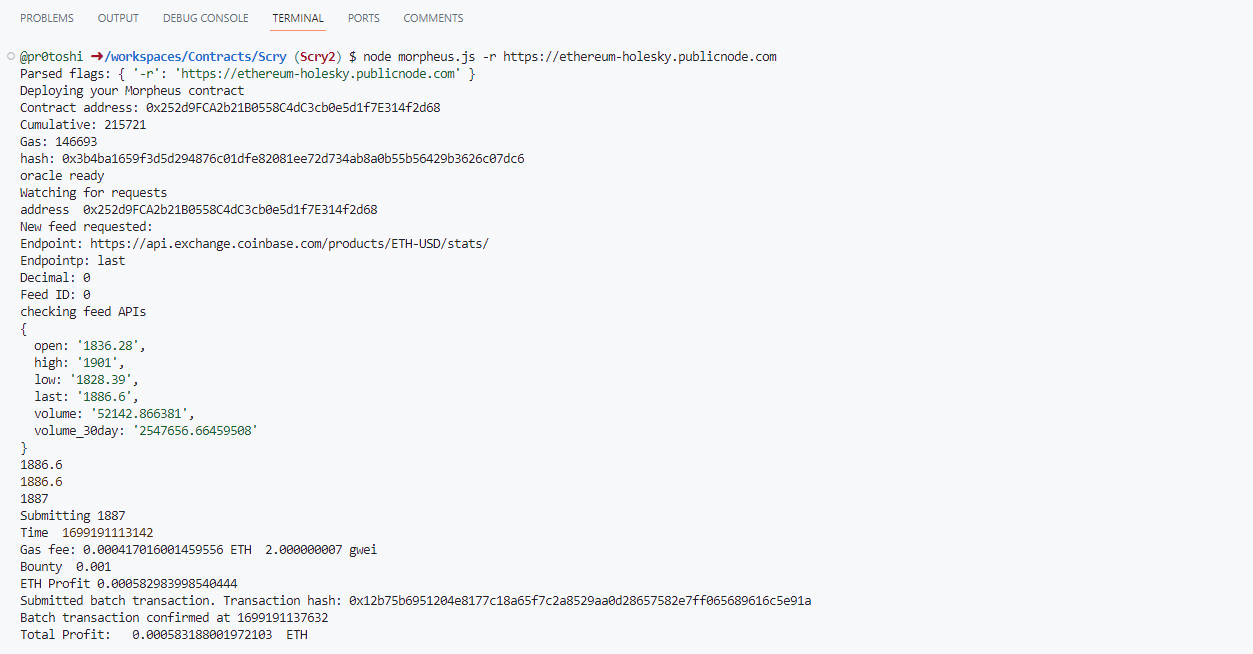 PROBLEMS OUTPUT DEBUG CONSOLE TERMINAL PORTS COMMENTS
@pr0toshi ➜/workspaces/Contracts/Scry (Scry2) $ node morpheus.js -r https://ethereum-holesky.publicnode.com
Parsed flags: { '-r': 'https://ethereum-holesky.publicnode.com' }
Deploying your Morpheus contract
Contract address: 0x252d9FCA2b21B0558C4dC3cb0e5d1f7E314f2d68
Cumulative: 215721
Gas: 146693
hash: 0x3b4ba1659f3d5d294876c01dfe82081ee72d734ab8a0b55b56429b3626c07dc6
oracle ready
Watching for requests
address  0x252d9FCA2b21B0558C4dC3cb0e5d1f7E314f2d68
New feed requested:
Endpoint: https://api.exchange.coinbase.com/products/ETH-USD/stats/
Endpointp: last
Decimal: 0
Feed ID: 0
checking feed APIs
{
  open: '1836.28',
  high: '1901',
  low: '1828.39',
  last: '1886.6',
  volume: '52142.866381',
  volume_30day: '2547656.66459508'
}
1886.6
1886.6
1887
Submitting 1887
Time  1699191113142
Gas fee: 0.000417016001459556 ETH  2.000000007 gwei
Bounty  0.001
ETH Profit 0.000582983998540444
Submitted batch transaction. Transaction hash: 0x12b75b6951204e8177c18a65f7c2a8529aa0d28657582e7ff065689616c5e91a
Batch transaction confirmed at 1699191137632
Total Profit:   0.000583188001972103  ETH